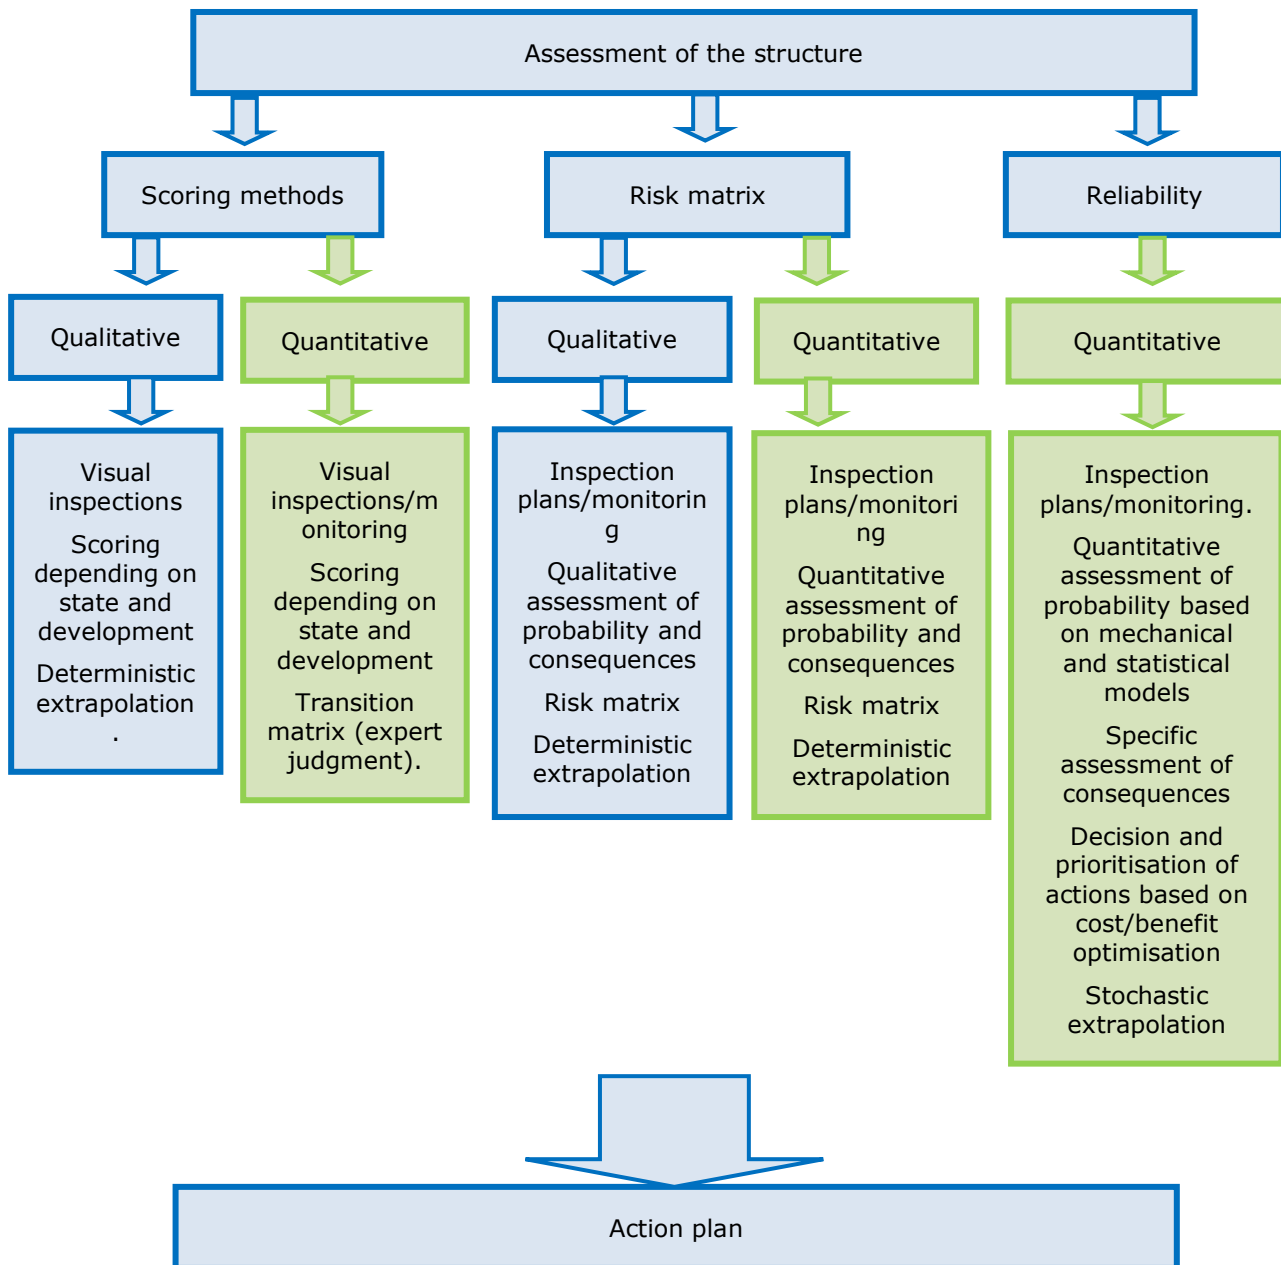 Assessment of the structure
Scoring methods
Risk matrix
Reliability
Qualitative
Quantitative
Qualitative
Quantitative
Quantitative
Visual
inspections
Scoring
depending on
state and
development
Deterministic
extrapolation
.
Visual
inspections/m
onitoring
Scoring
depending on
state and
development
Transition
matrix (expert
judgment).
Inspection
plans/monitorin
g
Qualitative
assessment of
probability and
consequences
Risk matrix
Deterministic
extrapolation
Inspection
plans/monitori
ng
Quantitative
assessment of
probability and
consequences
Risk matrix
Deterministic
extrapolation
Inspection
plans/monitoring.
Quantitative
assessment of
probability based
on mechanical
and statistical
models
Specific
assessment of
consequences
Decision and
prioritisation of
actions based on
cost/benefit
optimisation
Stochastic
extrapolation
Action plan